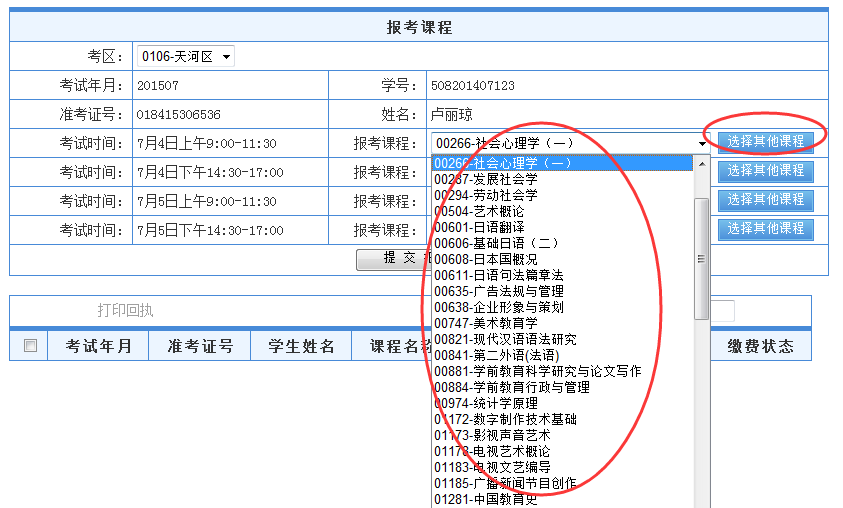 报考课程
考区： 0106-天河区
考试年月： 201507 学号： 508201407123
准考证号： 018415306536 姓名： 卢丽琼
考试时间： 7月4日上午9:00-11:30 报考课程： 00266-社会心理学（一） 选择其他课程
考试时间： 7月4日下午14:30-17:00 报考课程： 选择其他课程
考试时间： 7月5日上午9:00-11:30 报考课程： 选择其他课程
考试时间： 7月5日下午14:30-17:00 报考课程： 选择其他课程
00266-社会心理学（一）
00287-发展社会学
00294-劳动社会学
00504-艺术概论
00601-日语翻译
00606-基础日语（二）
00608-日本国概况
00611-日语句法篇章法
00635-广告法规与管理
00638-企业形象与策划
00747-美术教育学
00821-现代汉语语法研究
00841-第二外语(法语)
00881-学前教育科学研究与论文写作
00884-学前教育行政与管理
00974-统计学原理
01172-数字制作技术基础
01173-影视声音艺术
01178-电视艺术概论
01183-电视文艺编导
01185-广播新闻节目创作
01281-中国教育史
提 交
打印回执
考试年月 准考证号 学生姓名 课程名称 缴费状态